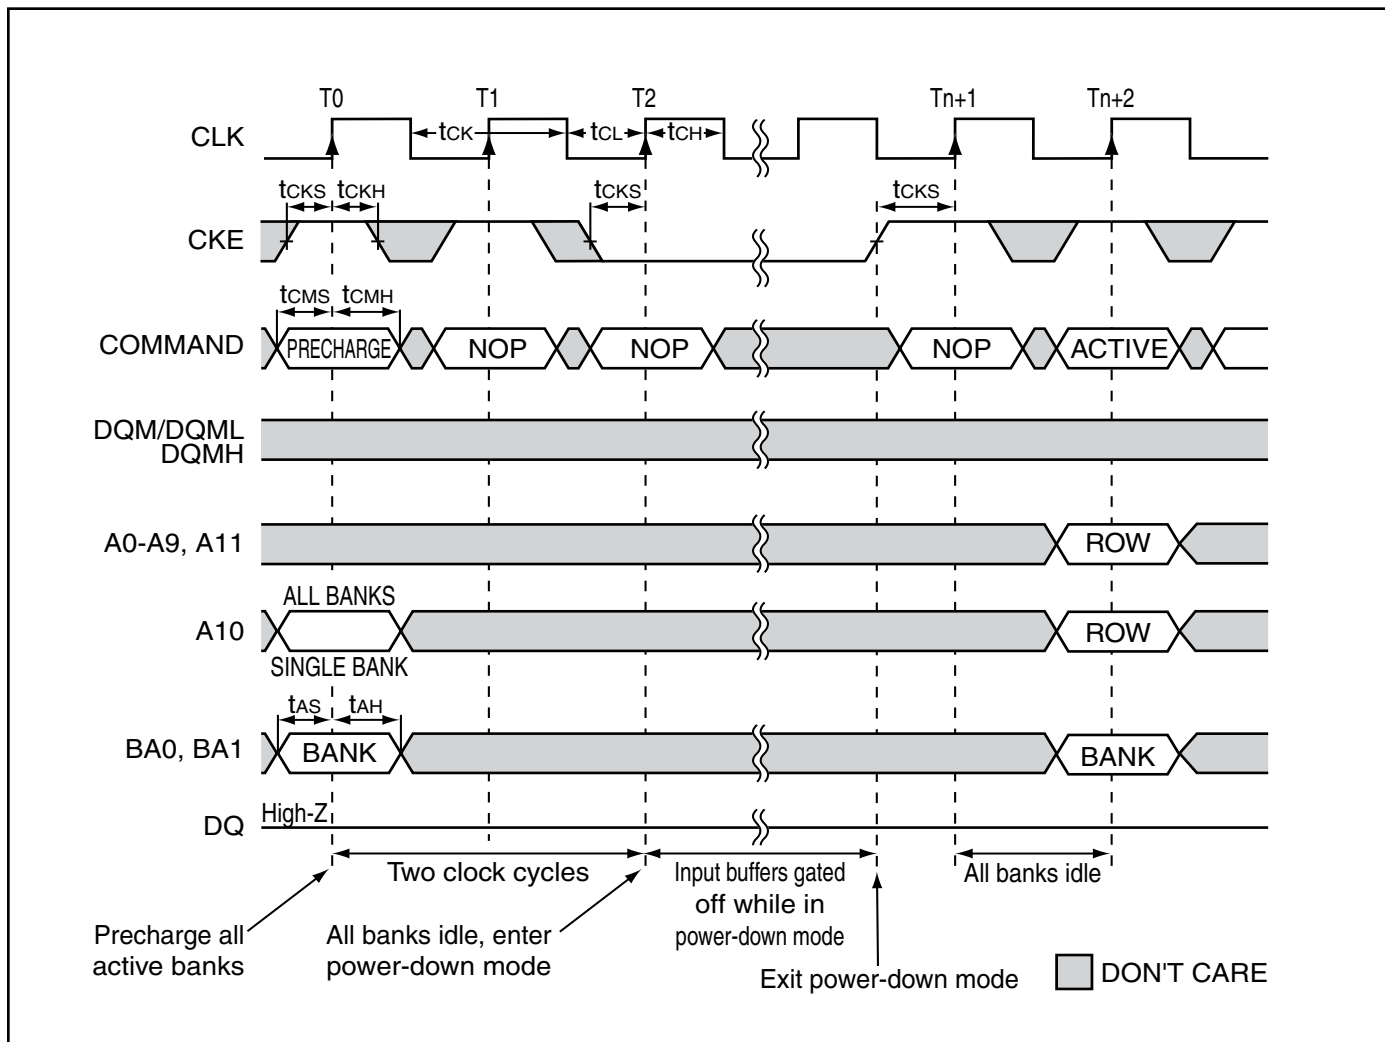 T0 T1 T2 Tn+1 Tn+2
CLK tCK tCL tCH
tCKS tCKH tCKS tCKS
CKE
tCMS tCMH
COMMAND PRECHARGE NOP NOP NOP ACTIVE
DQM/DQML
DQMH
A0-A9, A11 ROW
ALL BANKS
A10 ROW
SINGLE BANK
tAS tAH
BA0, BA1 BANK BANK
High-Z
DQ
Two clock cycles
Input buffers gated
off while in
power-down mode
All banks idle
Precharge all
active banks
All banks idle, enter
power-down mode
Exit power-down mode
DON'T CARE